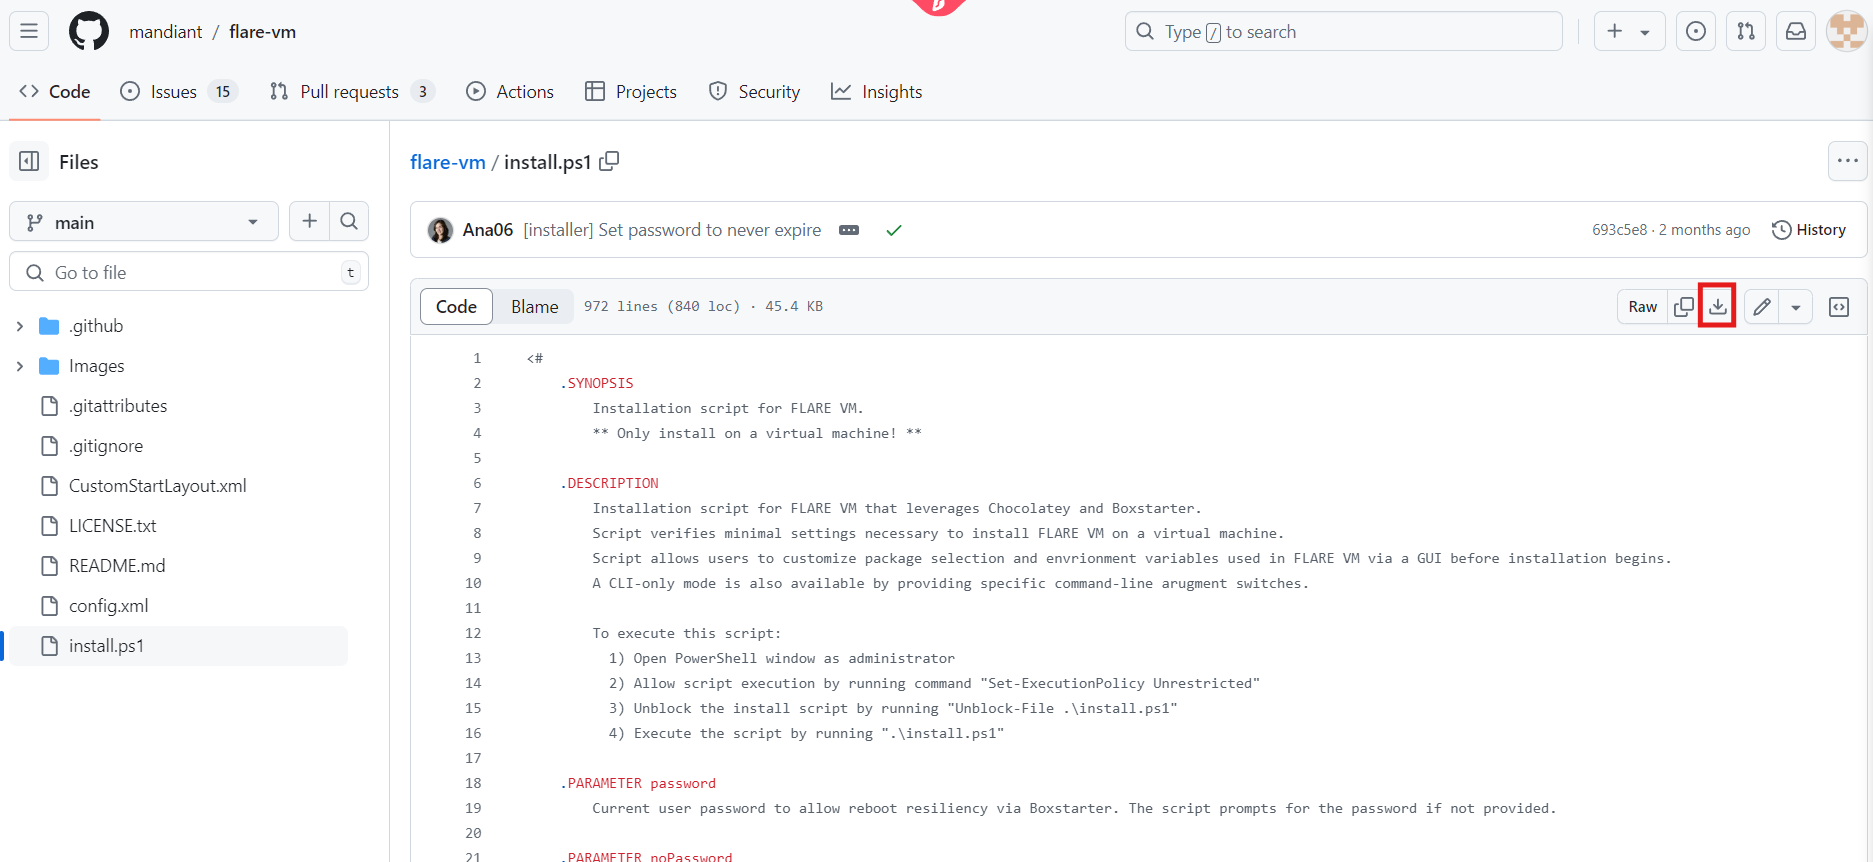 mandiant / flare-vm
Type / to search
Code
Issues 15
Pull requests 3
Actions
Projects
Security
Insights
Files
main
Go to file
t
.github
Images
.gitattributes
.gitignore
CustomStartLayout.xml
LICENSE.txt
README.md
config.xml
install.ps1
flare-vm / install.ps1
Ana06 [installer] Set password to never expire
693c5e8 · 2 months ago
History
Code
Blame
972 lines (840 loc) · 45.4 KB
Raw
1 <#
2 .SYNOPSIS
3 Installation script for FLARE VM.
4 ** Only install on a virtual machine! **
5
6 .DESCRIPTION
7 Installation script for FLARE VM that leverages Chocolatey and Boxstarter.
8 Script verifies minimal settings necessary to install FLARE VM on a virtual machine.
9 Script allows users to customize package selection and envrionment variables used in FLARE VM via a GUI before installation begins.
10 A CLI-only mode is also available by providing specific command-line arugment switches.
11
12 To execute this script:
13 1) Open PowerShell window as administrator
14 2) Allow script execution by running command "Set-ExecutionPolicy Unrestricted"
15 3) Unblock the install script by running "Unblock-File .\install.ps1"
16 4) Execute the script by running ".\install.ps1"
17
18 .PARAMETER password
19 Current user password to allow reboot resiliency via Boxstarter. The script prompts for the password if not provided.
20
21 .PARAMETER noPassword